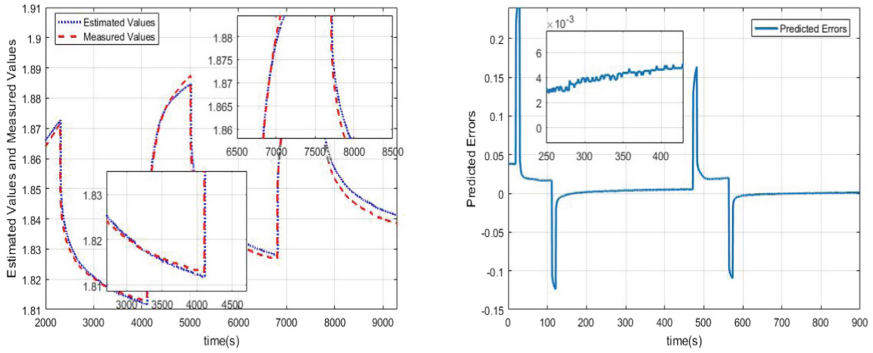 Estimated Values and Measured Values
1.91
1.9
1.89
1.88
1.87
1.86
1.85
1.84
1.83
1.82
1.81
Estimated Values
Measured Values
1.88
1.875
1.87
1.865
1.86
6500 7000 7500 8000 8500
1.83
1.82
1.81
3000 3500 4000 4500
2000 3000 4000 5000 6000 7000 8000 9000
time(s)
Predicted Errors
0.2
0.15
0.1
0.05
0
-0.05
-0.1
-0.15
Predicted Errors
×10⁻³
6
4
2
0
250 300 350 400
0 100 200 300 400 500 600 700 800 900
time(s)